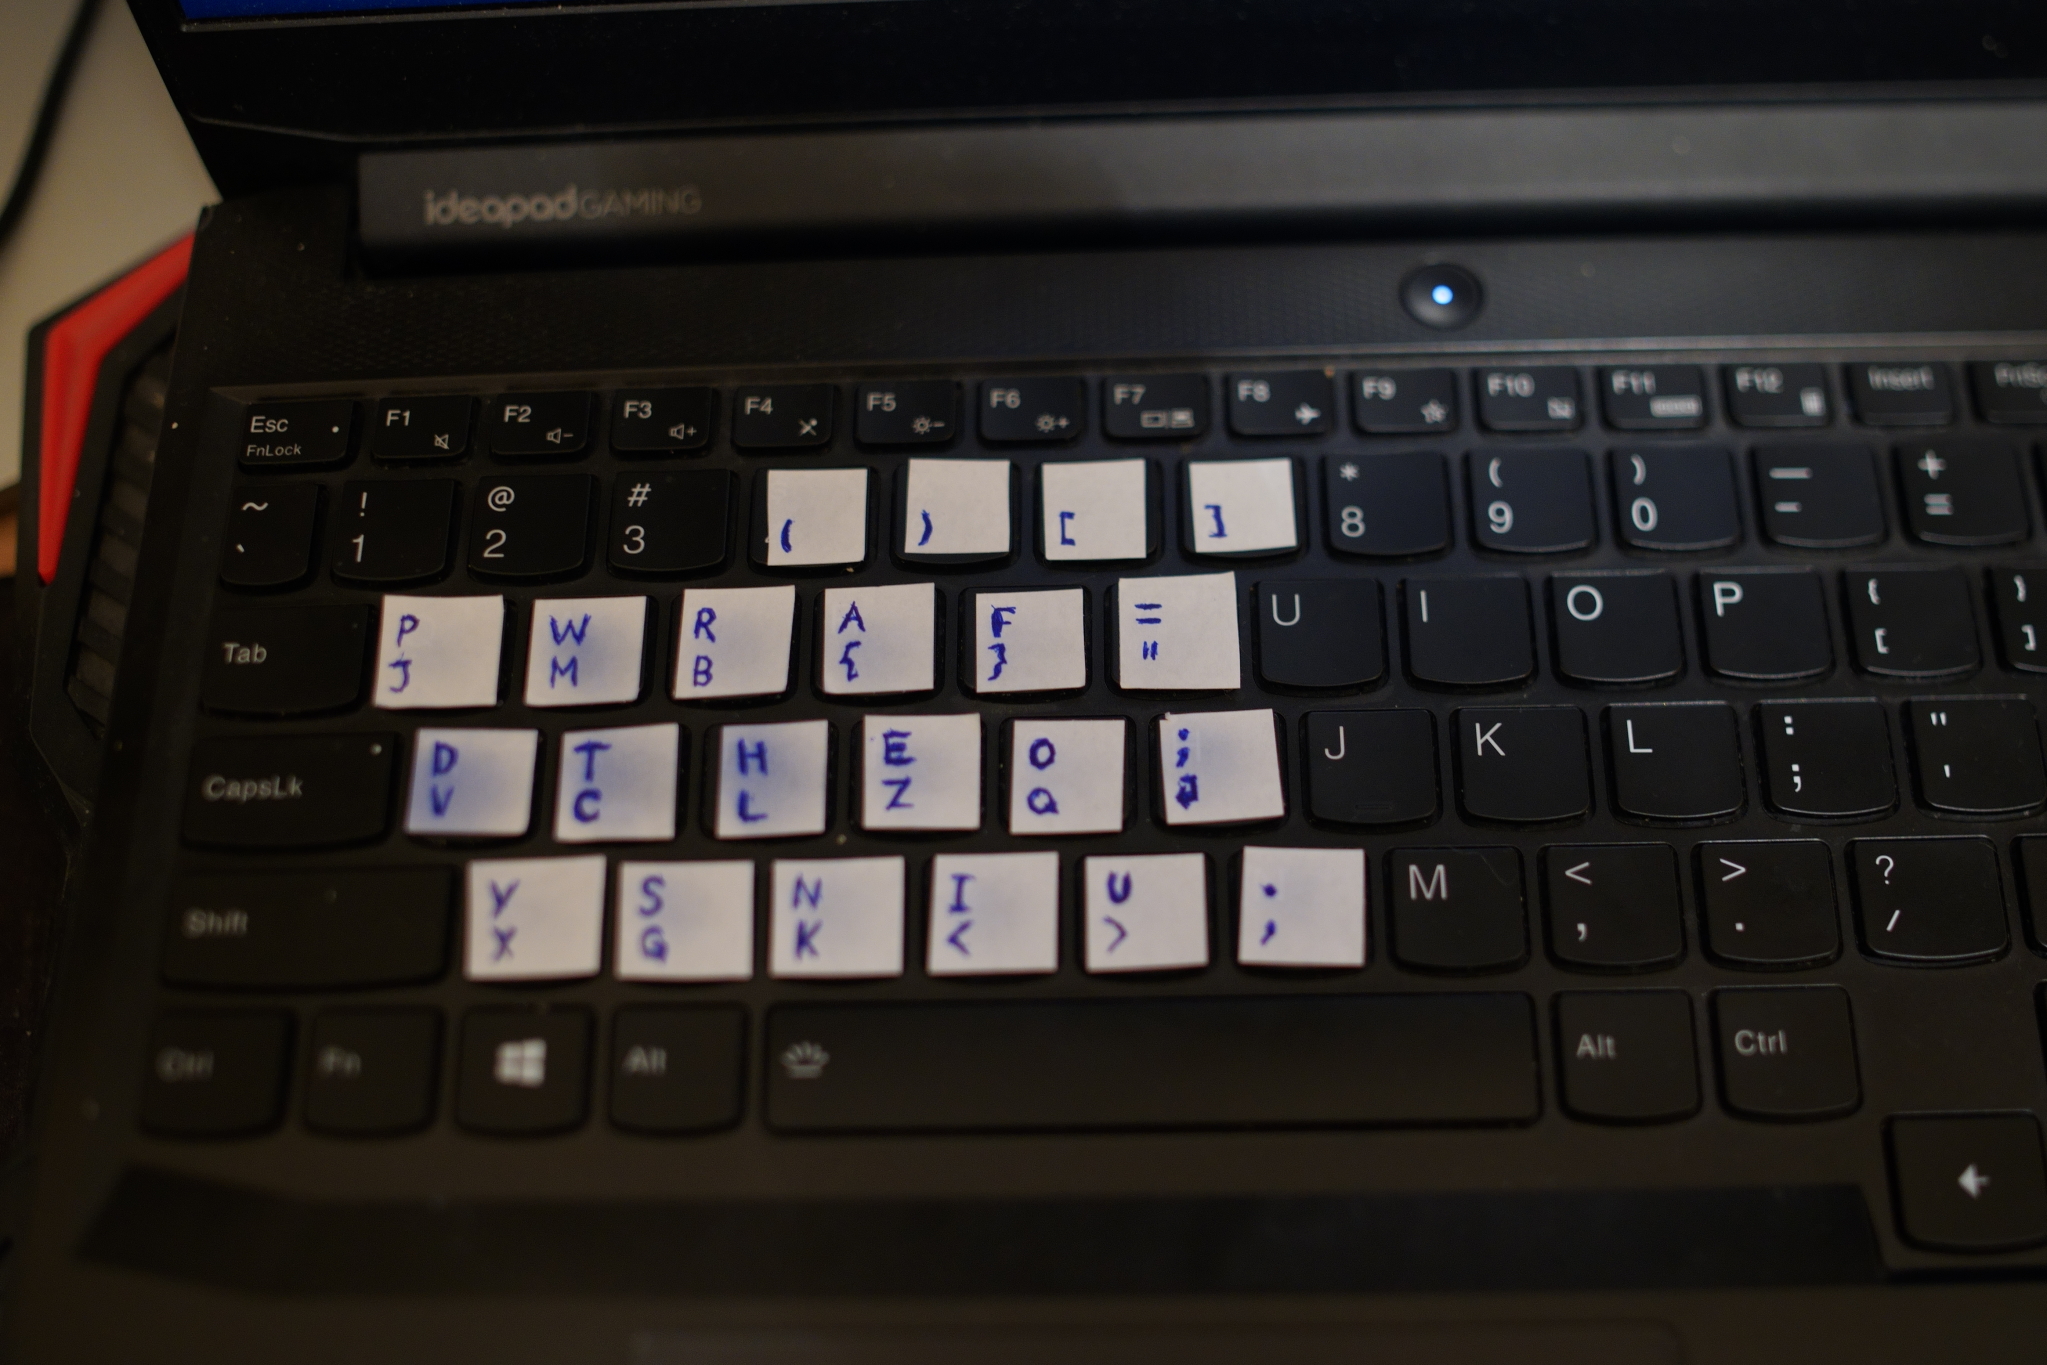 ideapad GAMING
Esc F1 F2 F3 F4 F5 F6 F7 F8 F9 F10 F11 F12 Insert
FnLock
~ ! @ # * ( ) — +
` 1 2 3 ( ) [ ] 8 9 0 - =
Tab P W R A F = U I O P { }
J M B { } " [ ]
CapsLk D T H E O ; J K L : "
V C L Z Q ; '
Shift Y S N I U . M < > ?
X G K < > , , . /
Ctrl Fn Alt Alt Ctrl